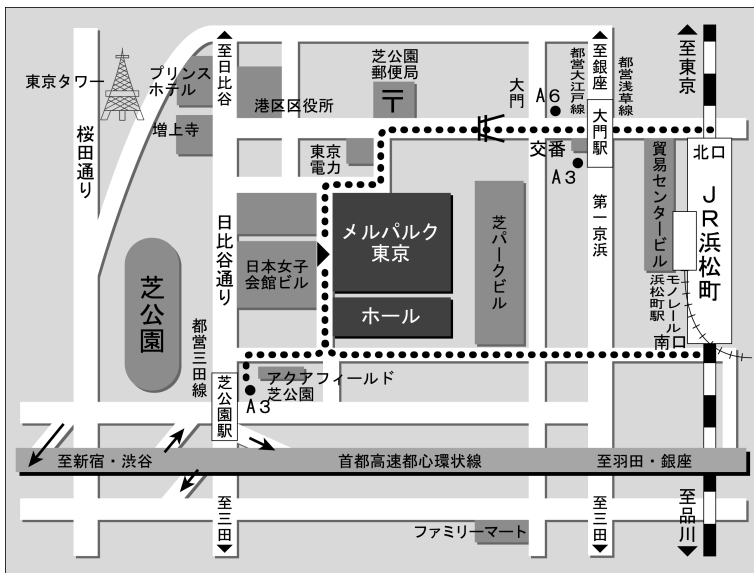 東京タワー
桜田通り
プリンス
ホテル
増上寺
至日比谷
港区区役所
芝公園
郵便局
〒
大門
都営大江戸線
A6
至銀座
都営浅草線
大門駅
至東京
東京
電力
交番
A3
第一京浜
北口
貿易センタービル
JR浜松町
モノレール
浜松町駅
南口
日比谷通り
日本女子
会館ビル
メルパルク
東京
ホール
芝パークビル
芝公園
都営三田線
芝公園駅
アクアフィールド
芝公園
A3
至新宿・渋谷
首都高速都心環状線
至羽田・銀座
至三田
ファミリーマート
至三田
至品川